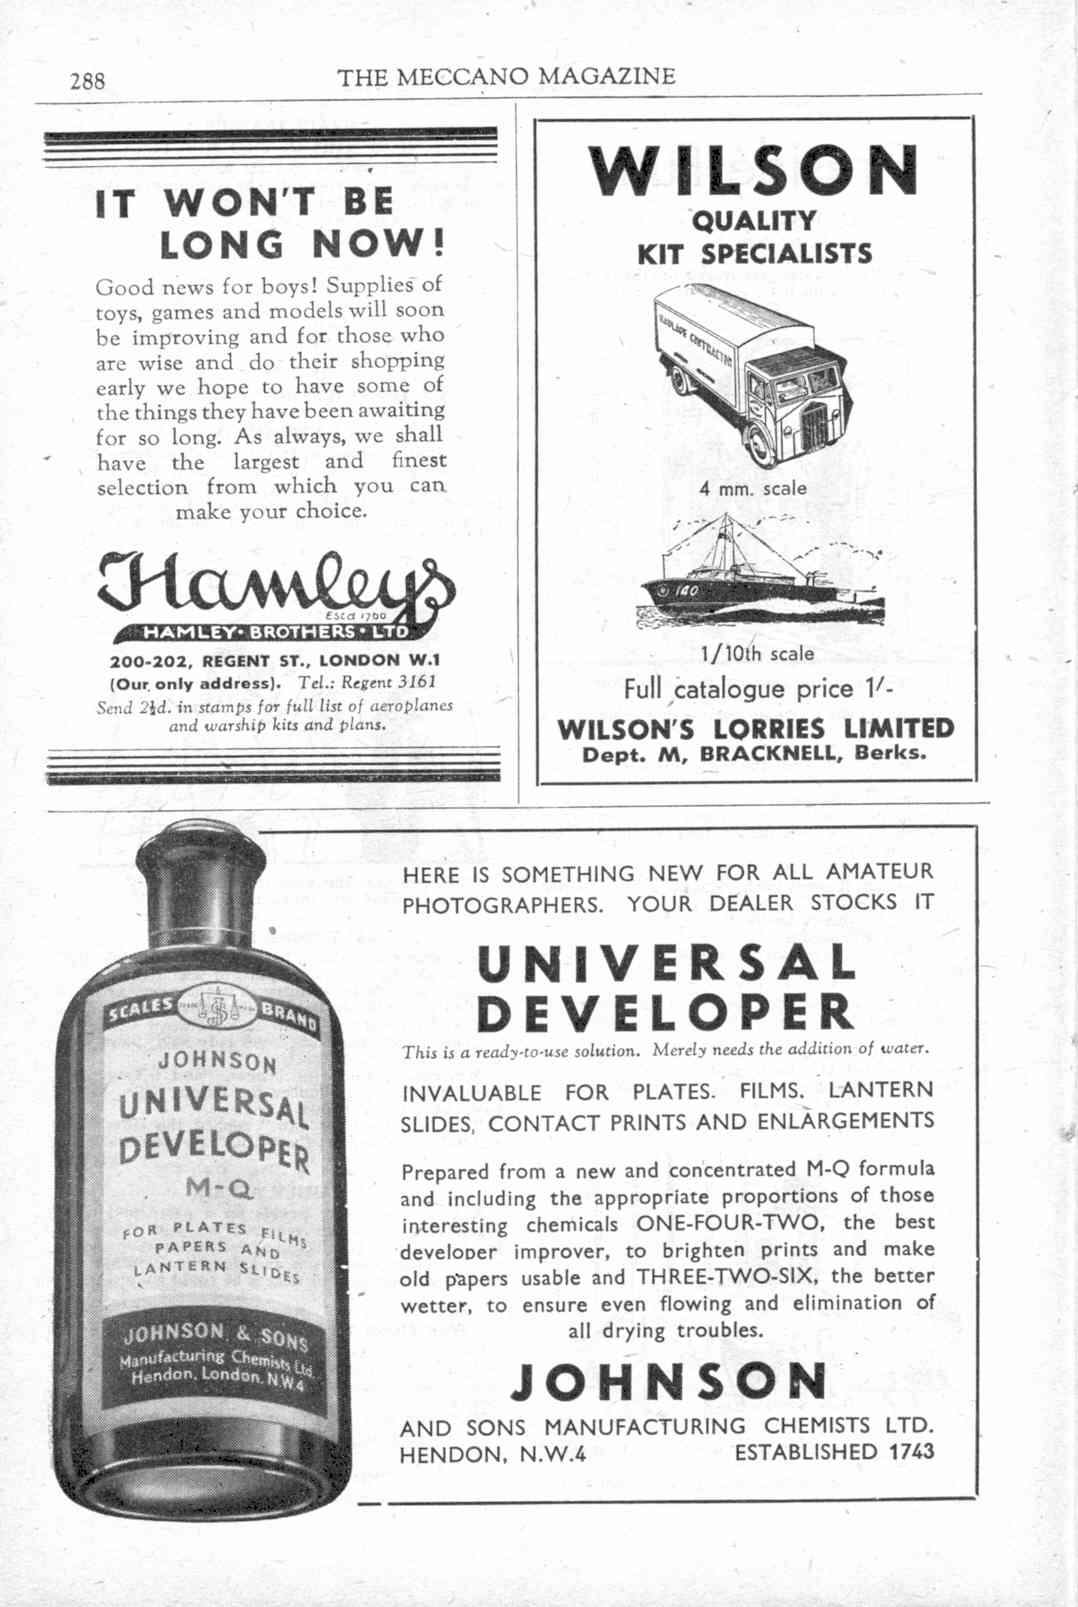 288
THE MECCANO MAGAZINE
IT WON'T BE
LONG NOW!
Good news for boys! Supplies of
toys, games and models will soon
be improving and for those who
are wise and do their shopping
early we hope to have some of
the things they have been awaiting
for so long. As always, we shall
have the largest and finest
selection from which you can
make your choice.
Hamleys
Estd 1760
HAMLEY · BROTHERS · LTD
200-202, REGENT ST., LONDON W.1
(Our only address). Tel.: Regent 3161
Send 2½d. in stamps for full list of aeroplanes
and warship kits and plans.
WILSON
QUALITY
KIT SPECIALISTS
HAULAGE CONTRACTOR
4 mm. scale
140
1/10th scale
Full catalogue price 1/-
WILSON'S LORRIES LIMITED
Dept. M, BRACKNELL, Berks.
SCALES BRAND
JOHNSON
UNIVERSAL
DEVELOPER
M-Q
FOR PLATES FILMS
PAPERS AND
LANTERN SLIDES
JOHNSON & SONS
Manufacturing Chemists Ltd.
Hendon, London, N.W.4
HERE IS SOMETHING NEW FOR ALL AMATEUR
PHOTOGRAPHERS. YOUR DEALER STOCKS IT
UNIVERSAL
DEVELOPER
This is a ready-to-use solution. Merely needs the addition of water.
INVALUABLE FOR PLATES. FILMS. LANTERN
SLIDES, CONTACT PRINTS AND ENLARGEMENTS
Prepared from a new and concentrated M-Q formula
and including the appropriate proportions of those
interesting chemicals ONE-FOUR-TWO, the best
developer improver, to brighten prints and make
old papers usable and THREE-TWO-SIX, the better
wetter, to ensure even flowing and elimination of
all drying troubles.
JOHNSON
AND SONS MANUFACTURING CHEMISTS LTD.
HENDON, N.W.4 ESTABLISHED 1743